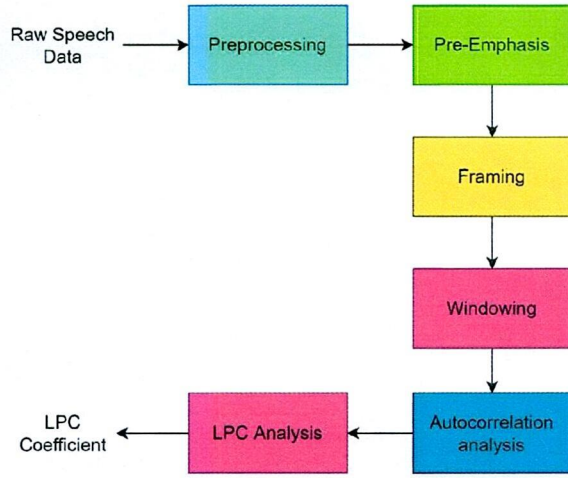 Raw Speech
Data
Preprocessing
Pre-Emphasis
Framing
Windowing
Autocorrelation
analysis
LPC Analysis
LPC
Coefficient